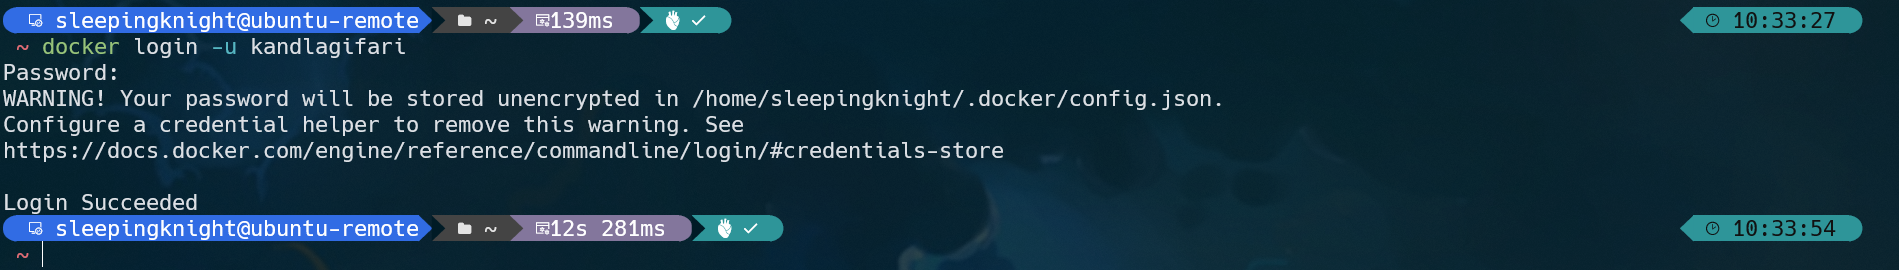 sleepingknight@ubuntu-remote ~ 139ms ✓ 10:33:27
~ docker login -u kandlagifari
Password:
WARNING! Your password will be stored unencrypted in /home/sleepingknight/.docker/config.json.
Configure a credential helper to remove this warning. See
https://docs.docker.com/engine/reference/commandline/login/#credentials-store
Login Succeeded
sleepingknight@ubuntu-remote ~ 12s 281ms ✓ 10:33:54
~